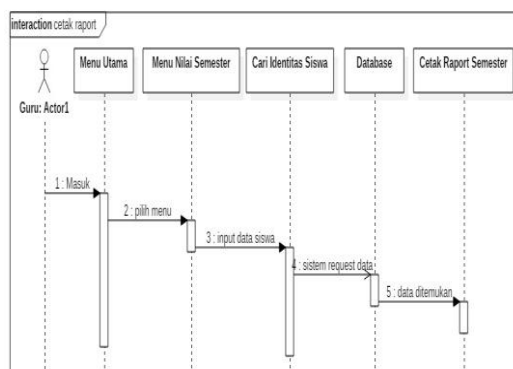 interaction cetak raport
Menu Utama
Menu Nilai Semester
Cari Identitas Siswa
Database
Cetak Raport Semester
Guru: Actor1
1 : Masuk
2 : pilih menu
3 : input data siswa
4 : sistem request data
5 : data ditemukan